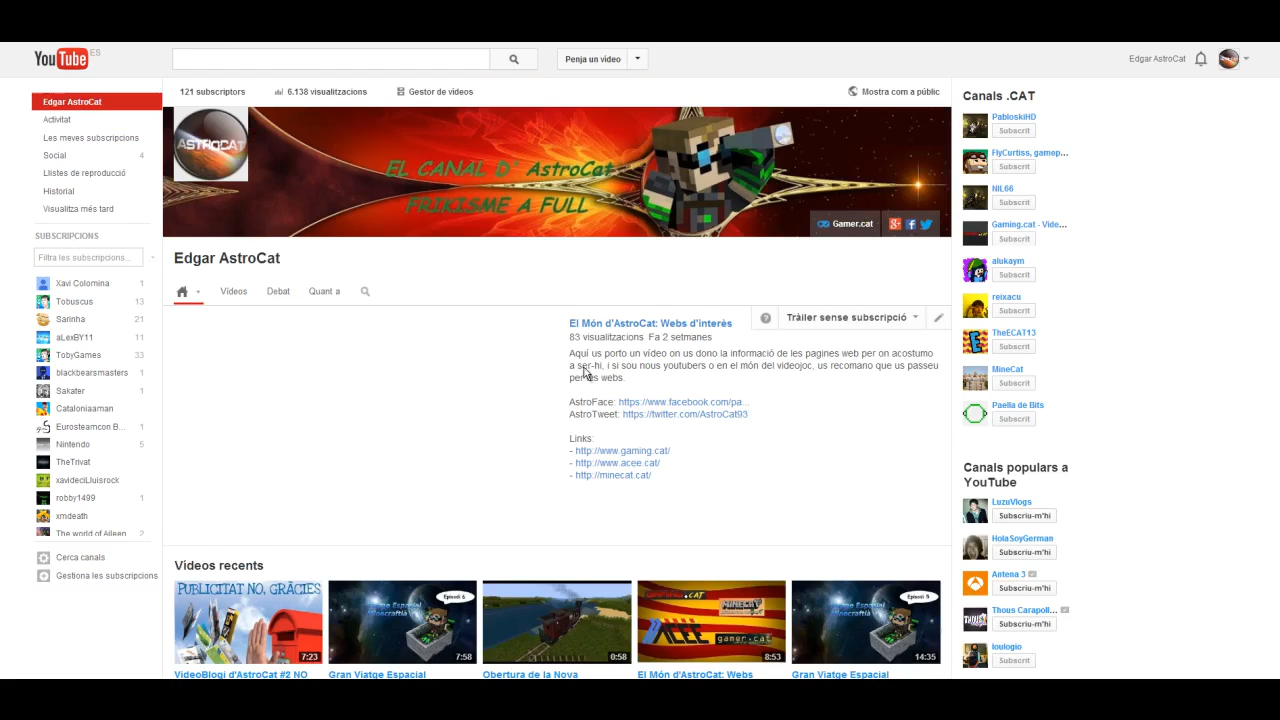 YouTube ES
Penja un vídeo
Edgar AstroCat
Edgar AstroCat
Activitat
Les meves subscripcions
Social 4
Llistes de reproducció
Historial
Visualitza més tard
SUBSCRIPCIONS
Filtra les subscripcions...
Xavi Colomina 1
Tobuscus 13
Sarinha 21
aLexBY11 11
TobyGames 33
blackbearsmasters 1
Sakater 1
Cataloniaaman
Eurosteamcon B... 1
Nintendo 5
TheTrivat
xavideciLluisrock
robby1499 1
xmdeath
The world of Aileen 2
Cerca canals
Gestiona les subscripcions
121 subscriptors
6.138 visualitzacions
Gestor de vídeos
Mostra com a públic
ASTROCAT
EL CANAL D' AstroCat
FRIKISME A FULL
Gamer.cat
Edgar AstroCat
Vídeos
Debat
Quant a
Tràiler sense subscripció
El Món d'AstroCat: Webs d'interès
83 visualitzacions Fa 2 setmanes
Aquí us porto un vídeo on us dono la informació de les pagines web per on acostumo
a ser-hi, i si sou nous youtubers o en el món del videojoc, us recomano que us passeu
webs.
AstroFace: https://www.facebook.com/pa...
AstroTweet: https://twitter.com/AstroCat93
Links:
- http://www.gaming.cat/
- http://www.acee.cat/
- http://minecat.cat/
Vídeos recents
PUBLICITAT NO, GRÀCIES
7:23
VideoBlogi d'AstroCat #2 NO
Episodi 6
7:58
Gran Viatge Espacial
0:58
Obertura de la Nova
.CAT
ACEE
gamer.cat
8:53
El Món d'AstroCat: Webs
Episodi 5
14:35
Gran Viatge Espacial
Canals .CAT
PabloskiHD
Subscrit
FlyCurtiss, gamep...
Subscrit
NIL66
Subscrit
Gaming.cat - Vide...
Subscrit
alukaym
Subscrit
reixacu
Subscrit
TheECAT13
Subscrit
MineCat
Subscrit
Paella de Bits
Subscrit
Canals populars a
YouTube
LuzuVlogs
Subscriu-m'hi
HolaSoyGerman
Subscriu-m'hi
Antena 3
Subscriu-m'hi
Thous Carapoll...
Subscriu-m'hi
loulogio
Subscrit